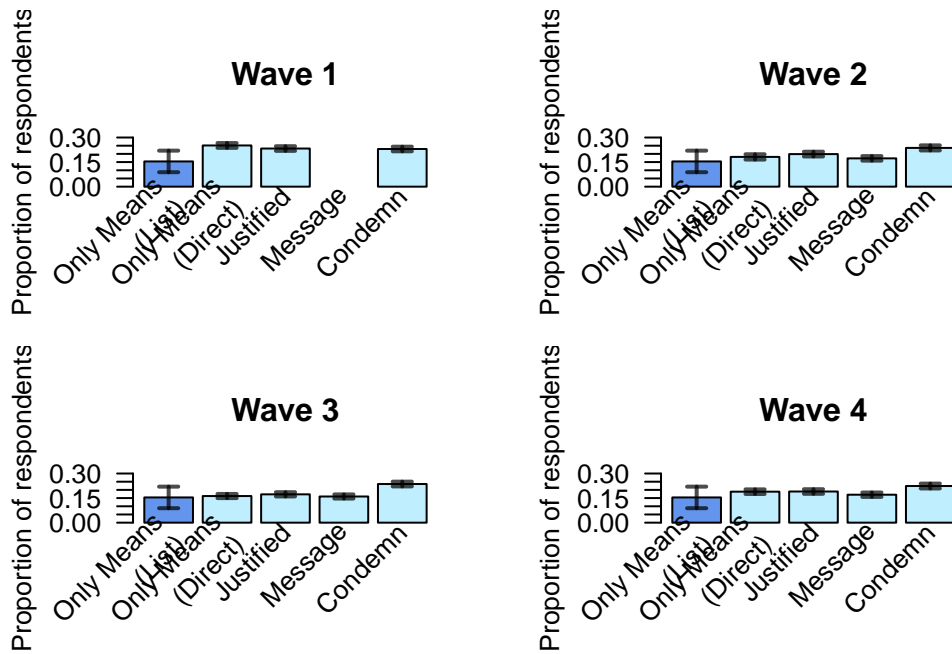 Wave 1
Proportion of respondents
0.30
0.15
0.00
Only Means
(List)
Only Means
(Direct)
Justified
Message
Condemn
Wave 2
Proportion of respondents
0.30
0.15
0.00
Only Means
(List)
Only Means
(Direct)
Justified
Message
Condemn
Wave 3
Proportion of respondents
0.30
0.15
0.00
Only Means
(List)
Only Means
(Direct)
Justified
Message
Condemn
Wave 4
Proportion of respondents
0.30
0.15
0.00
Only Means
(List)
Only Means
(Direct)
Justified
Message
Condemn